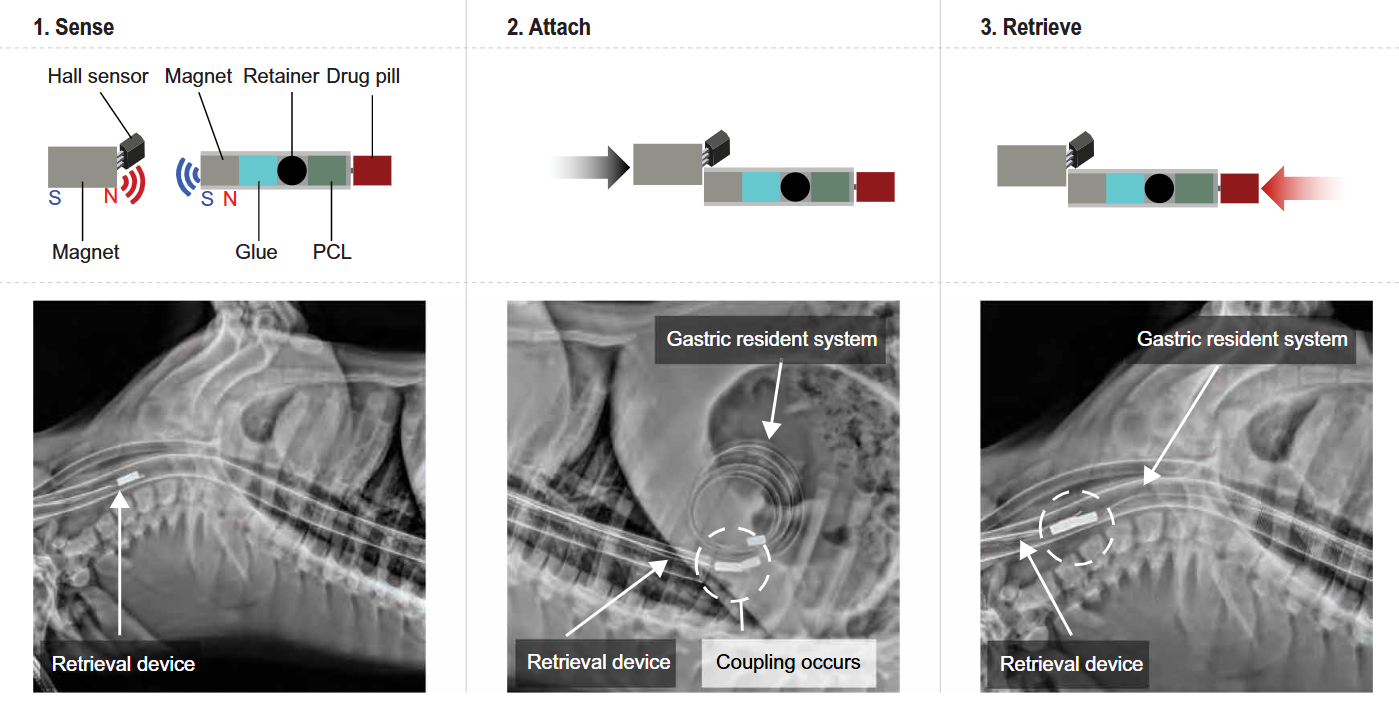 1. Sense
2. Attach
3. Retrieve
Hall sensor Magnet Retainer Drug pill
S N S N
Magnet Glue PCL
Gastric resident system
Gastric resident system
Retrieval device
Retrieval device
Coupling occurs
Retrieval device